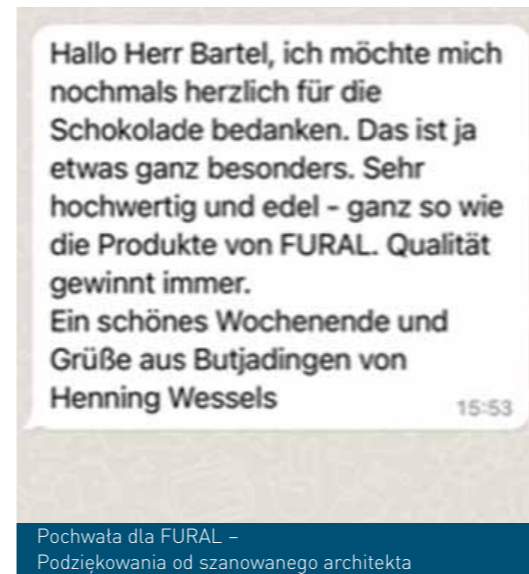 Hallo Herr Bartel, ich möchte mich
nochmals herzlich für die
Schokolade bedanken. Das ist ja
etwas ganz besonders. Sehr
hochwertig und edel - ganz so wie
die Produkte von FURAL. Qualität
gewinnt immer.
Ein schönes Wochenende und
Grüße aus Butjadingen von
Henning Wessels
15:53
Pochwała dla FURAL –
Podziękowania od szanowanego architekta